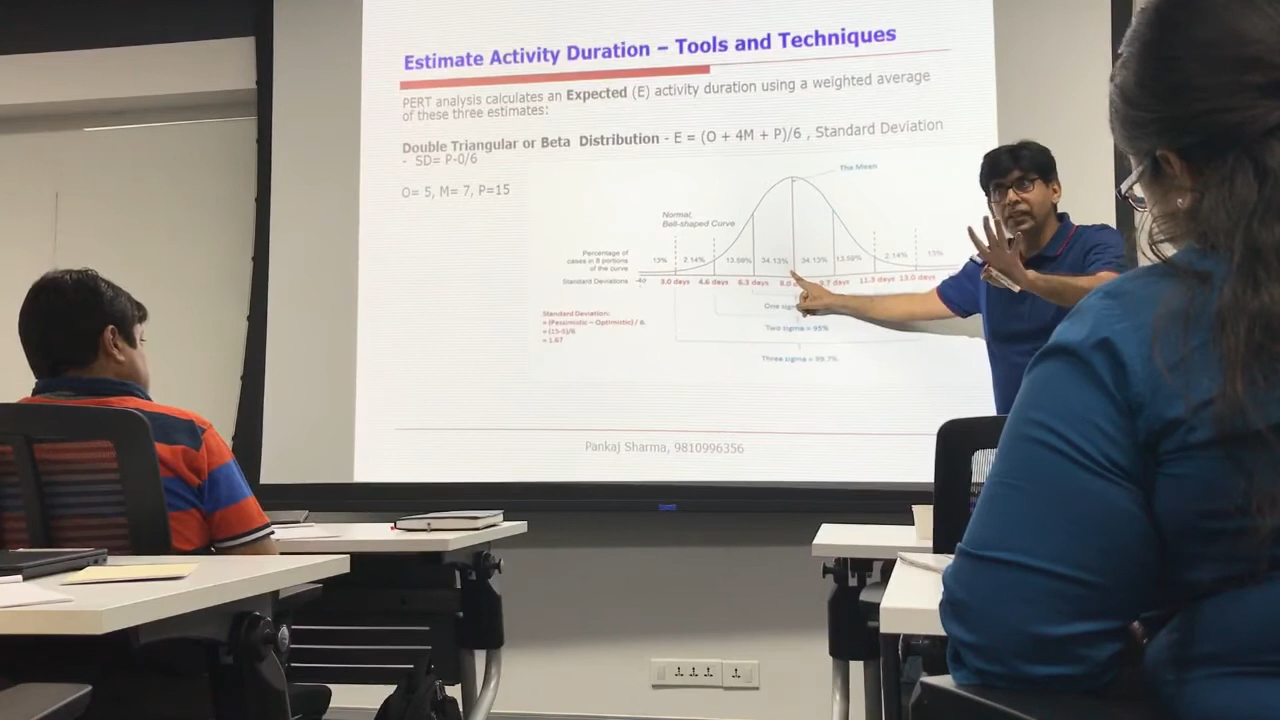 Estimate Activity Duration – Tools and Techniques
PERT analysis calculates an Expected (E) activity duration using a weighted average
of these three estimates:
Double Triangular or Beta Distribution - E = (O + 4M + P)/6 , Standard Deviation
- SD= P-0/6
O= 5, M= 7, P=15
The Mean
Normal,
Bell-shaped Curve
Percentage of
cases in 8 portions
of the curve
13% 2.14% 13.59% 34.13% 34.13% 13.59% 2.14% 13%
Standard Deviations -4σ 3.0 days 4.6 days 6.3 days 11.3 days 13.0 days
One
Two sigma = 95%
Three sigma = 99.7%
Standard Deviation:
= (Pessimistic – Optimistic) / 6.
= (15-5)/6
= 1.67
Pankaj Sharma, 9810996356